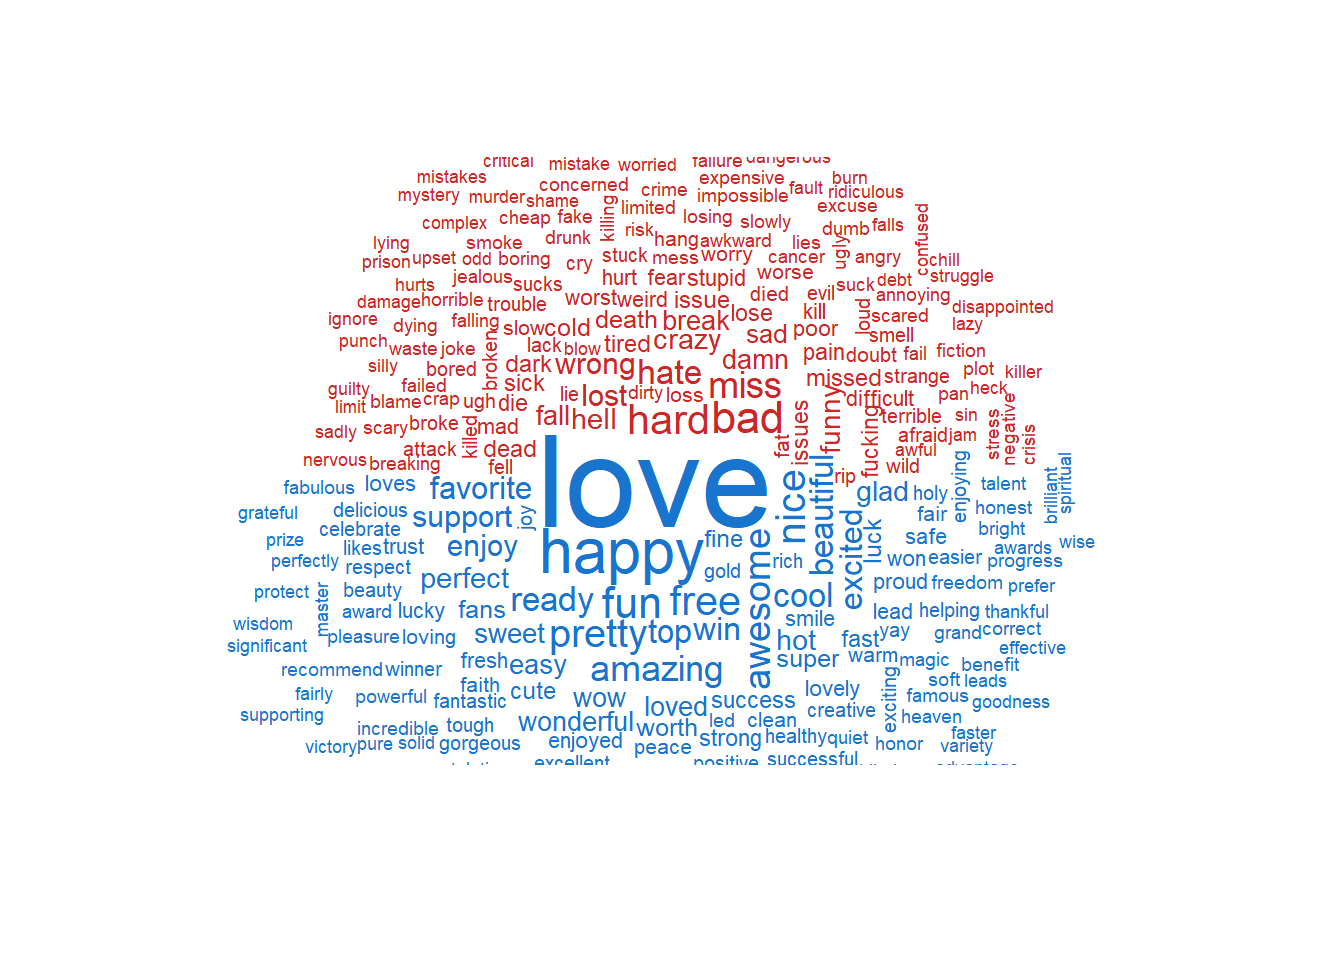 critical mistake worried failure dangerous
mistakes concerned crime expensive fault burn
mystery murder shame killing limited impossible ridiculous
complex cheap fake risk losing slowly excuse confused
lying smoke drunk hang awkward lies dumb falls
prison upset odd boring cry stuck mess worry cancer ugly angry chill
hurts jealous sucks hurt fear stupid worse suck debt struggle
damage horrible trouble worst weird issue died evil annoying disappointed
ignore dying falling slow cold death break lose kill loud scared lazy
punch waste joke broken lack blow tired crazy sad poor smell
silly bored dark wrong hate damn pain doubt fail fiction
guilty failed sick lie lost dirty loss miss missed strange plot killer
limit blame crap ugh die fall hell hard bad funny difficult pan heck
sadly scary broke killed mad issues fucking terrible sin stress negative
attack dead fat afraid jam crisis
nervous breaking fell rip wild awful
fabulous loves favorite love nice beautiful glad holy enjoying talent brilliant spiritual
grateful delicious support joy excited luck fair honest
celebrate happy fine awesome safe bright
prize likes trust enjoy rich won easier awards wise
perfectly respect perfect gold proud freedom progress
protect beauty ready fun free cool prefer
wisdom master award lucky fans smile lead helping thankful
significant pleasure loving sweet pretty top win hot fast yay grand correct effective
recommend winner fresh easy amazing super warm magic benefit
fairly powerful faith cute wow loved success lovely exciting soft leads
supporting fantastic wonderful worth led clean creative famous goodness
incredible tough enjoyed peace strong healthy quiet heaven
victory pure solid gorgeous honor faster variety
excellent positive successful advantage